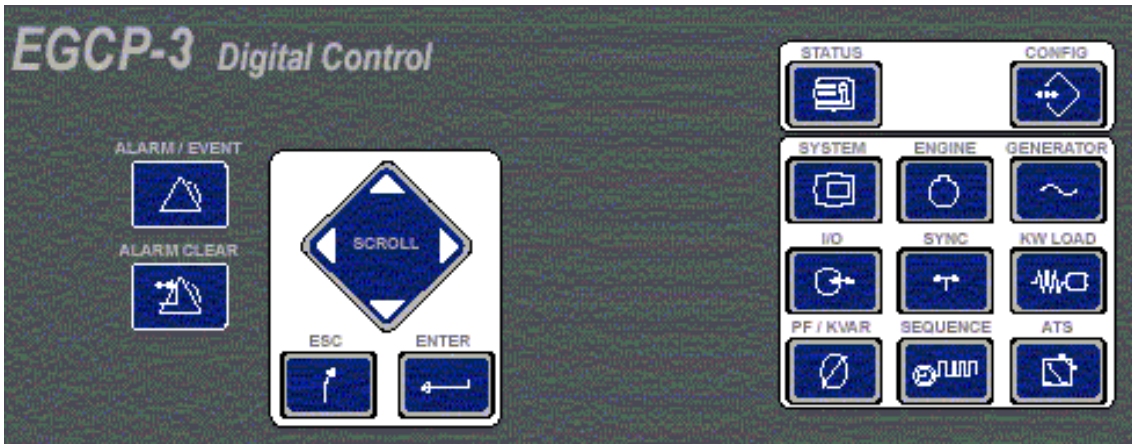 EGCP-3 Digital Control
STATUS CONFIG
ALARM / EVENT
SYSTEM ENGINE GENERATOR
SCROLL
ALARM CLEAR
I/O SYNC KW LOAD
ESC ENTER
PF / KVAR SEQUENCE ATS